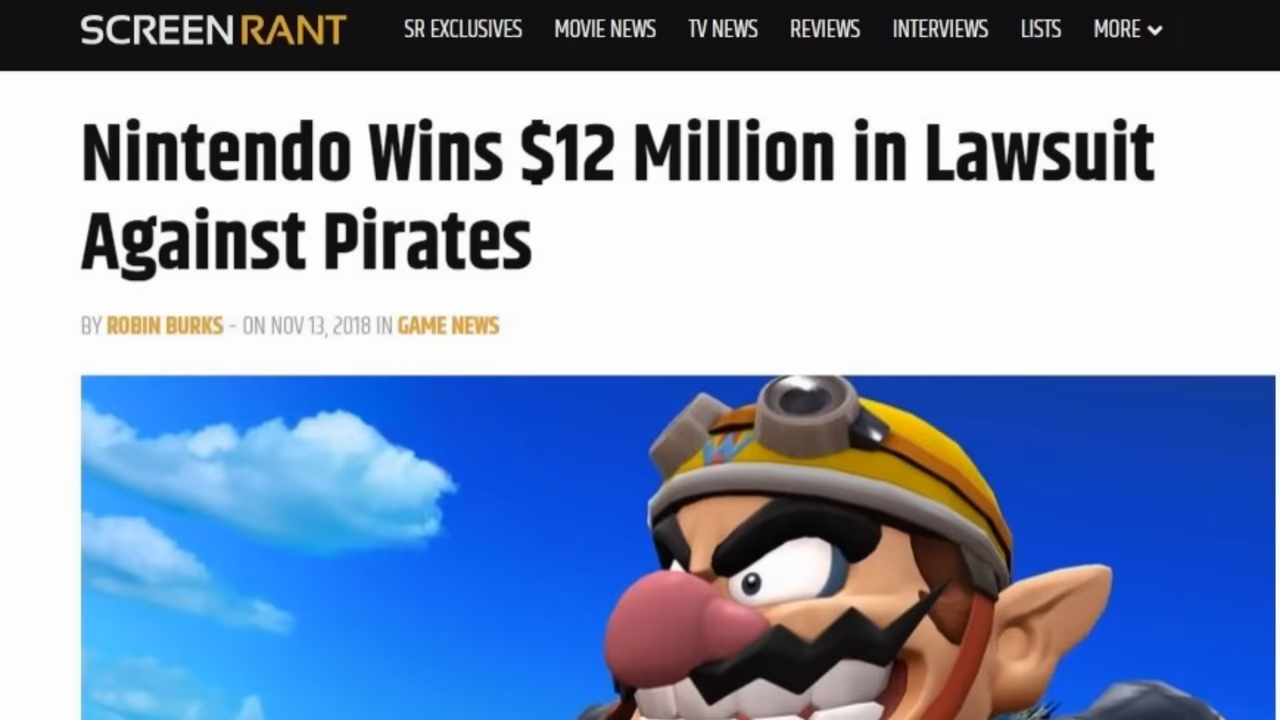 SCREENRANT SR EXCLUSIVES MOVIE NEWS TV NEWS REVIEWS INTERVIEWS LISTS MORE
Nintendo Wins $12 Million in Lawsuit
Against Pirates
BY ROBIN BURKS - ON NOV 13, 2018 IN GAME NEWS
W